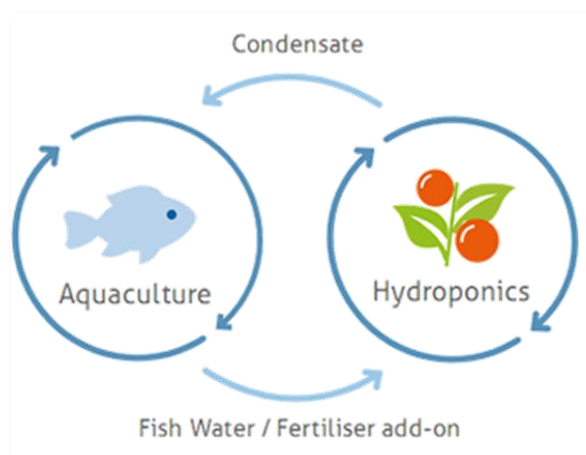 Condensate
Aquaculture
Hydroponics
Fish Water / Fertiliser add-on